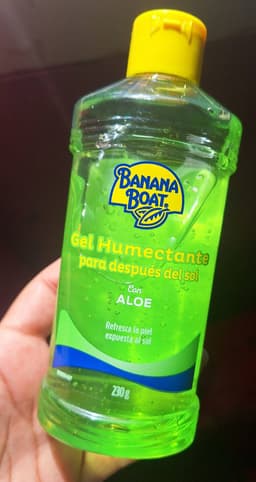 BANANA
BOAT
Gel Humectante
para después del sol
Con
ALOE
Refresca la piel
expuesta al sol
230 g